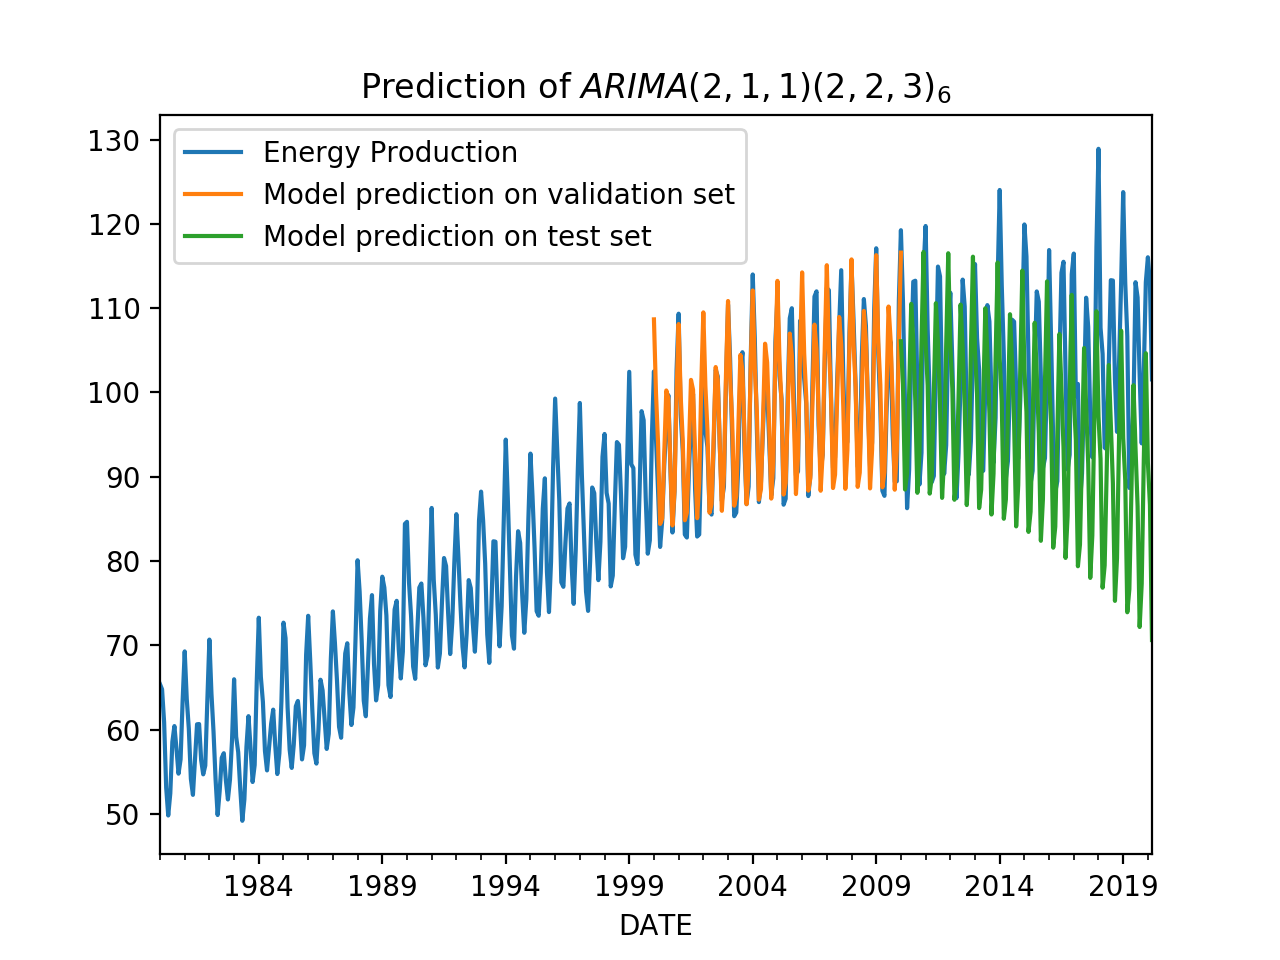 Prediction of ARIMA(2, 1, 1)(2, 2, 3)₆
Energy Production
Model prediction on validation set
Model prediction on test set
130
120
110
100
90
80
70
60
50
1984 1989 1994 1999 2004 2009 2014 2019
DATE